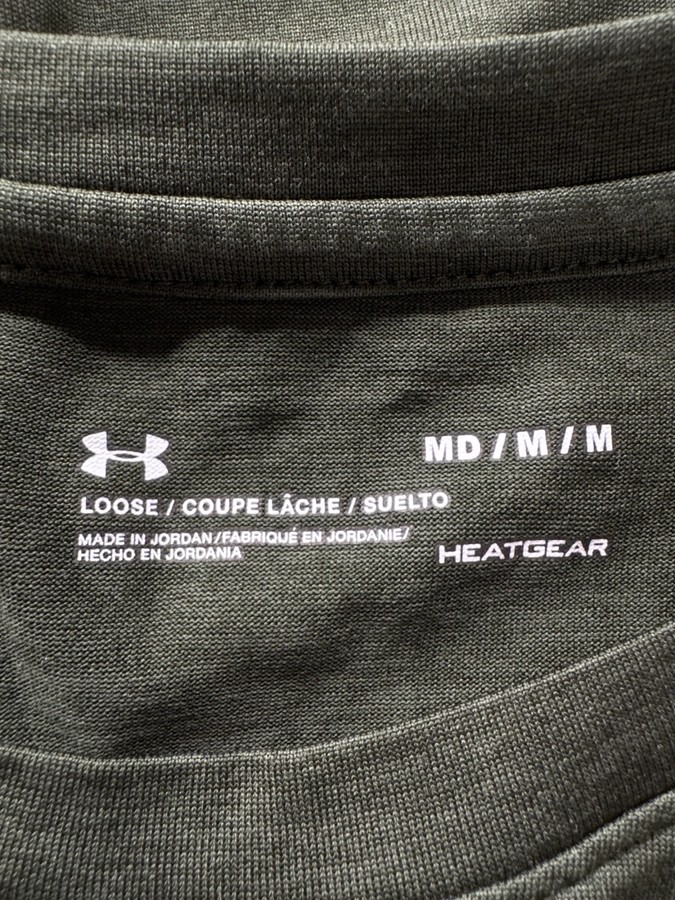 MD / M / M
LOOSE / COUPE LÂCHE / SUELTO
MADE IN JORDAN/FABRIQUÉ EN JORDANIE/
HECHO EN JORDANIA
HEATGEAR